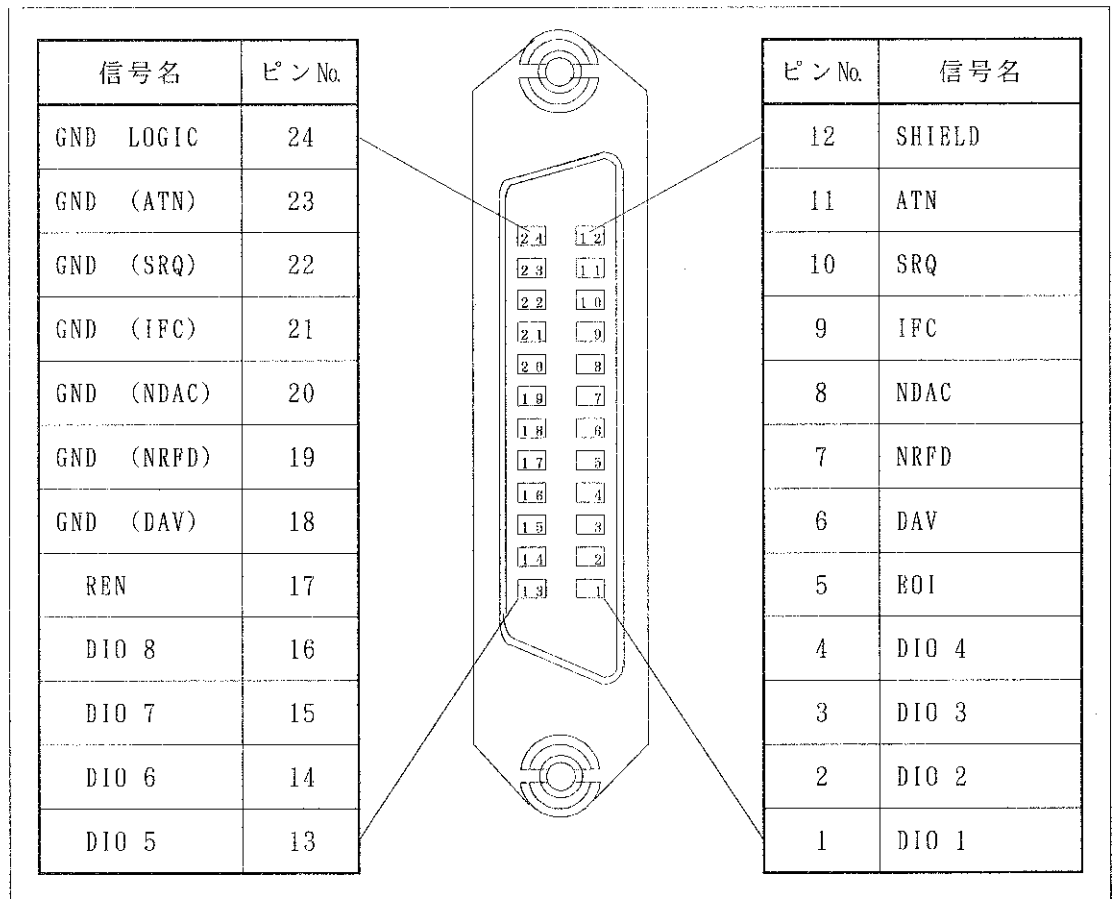 信号名 ピンNo.
GND LOGIC 24
GND (ATN) 23
GND (SRQ) 22
GND (IFC) 21
GND (NDAC) 20
GND (NRFD) 19
GND (DAV) 18
REN 17
DIO 8 16
DIO 7 15
DIO 6 14
DIO 5 13
24 12
23 11
22 10
21 9
20 8
19 7
18 6
17 5
16 4
15 3
14 2
13 1
ピンNo. 信号名
12 SHIELD
11 ATN
10 SRQ
9 IFC
8 NDAC
7 NRFD
6 DAV
5 EOI
4 DIO 4
3 DIO 3
2 DIO 2
1 DIO 1